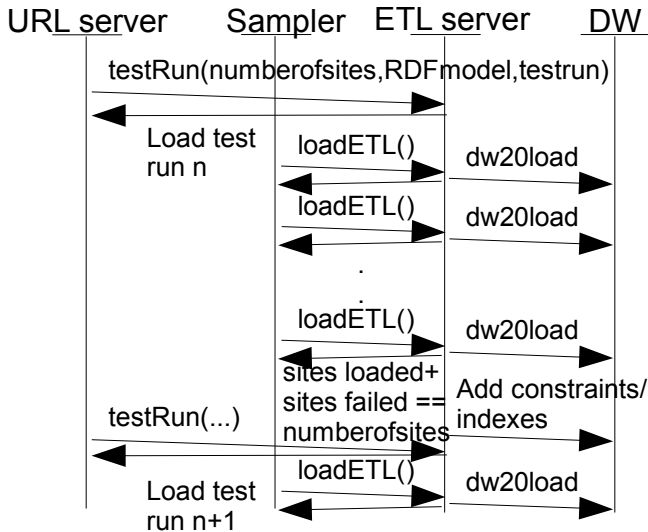 URL server Sampler ETL server DW
testRun(numberofsites,RDFmodel,testrun)
Load test
run n
loadETL()
dw20load
loadETL()
dw20load
.
.
loadETL()
dw20load
sites loaded+
sites failed ==
numberofsites
Add constraints/
indexes
testRun(...)
Load test
run n+1
loadETL()
dw20load